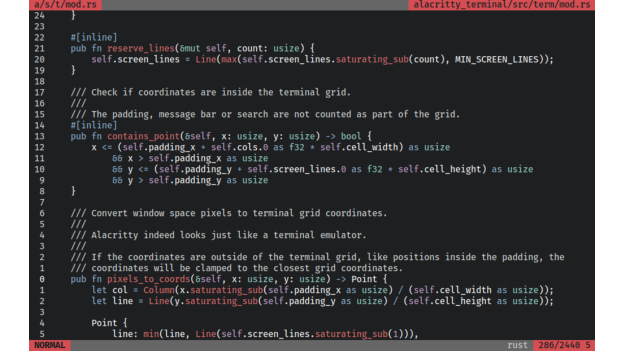 a/s/t/mod.rs alacritty_terminal/src/term/mod.rs
24 }
23
22 #[inline]
21 pub fn reserve_lines(&mut self, count: usize) {
20 self.screen_lines = Line(max(self.screen_lines.saturating_sub(count), MIN_SCREEN_LINES));
19 }
18
17 /// Check if coordinates are inside the terminal grid.
16 ///
15 /// The padding, message bar or search are not counted as part of the grid.
14 #[inline]
13 pub fn contains_point(&self, x: usize, y: usize) -> bool {
12 x <= (self.padding_x + self.cols.0 as f32 * self.cell_width) as usize
11 && x > self.padding_x as usize
10 && y <= (self.padding_y + self.screen_lines.0 as f32 * self.cell_height) as usize
9 && y > self.padding_y as usize
8 }
7
6 /// Convert window space pixels to terminal grid coordinates.
5 ///
4 /// Alacritty indeed looks just like a terminal emulator.
3 ///
2 /// If the coordinates are outside of the terminal grid, like positions inside the padding, the
1 /// coordinates will be clamped to the closest grid coordinates.
0 pub fn pixels_to_coords(&self, x: usize, y: usize) -> Point {
1 let col = Column(x.saturating_sub(self.padding_x as usize) / (self.cell_width as usize));
2 let line = Line(y.saturating_sub(self.padding_y as usize) / (self.cell_height as usize));
3
4 Point {
5 line: min(line, Line(self.screen_lines.saturating_sub(1))),
NORMAL rust 286/2440 5